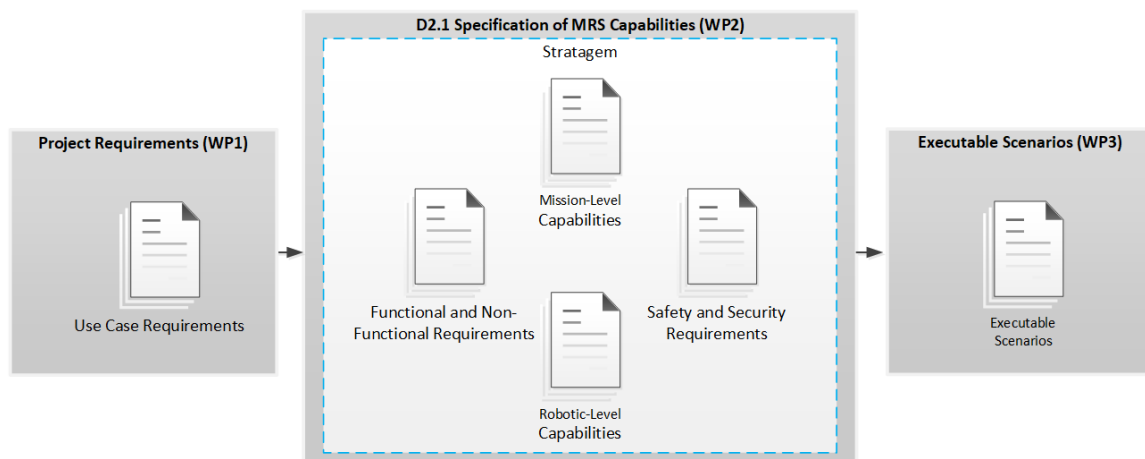 Project Requirements (WP1)
Use Case Requirements
D2.1 Specification of MRS Capabilities (WP2)
Stratagem
Mission-Level
Capabilities
Functional and Non-
Functional Requirements
Safety and Security
Requirements
Robotic-Level
Capabilities
Executable Scenarios (WP3)
Executable
Scenarios